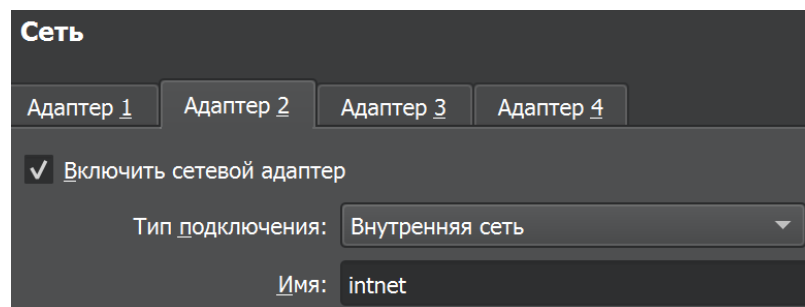 Сеть
Адаптер 1 Адаптер 2 Адаптер 3 Адаптер 4
Включить сетевой адаптер
Тип подключения: Внутренняя сеть
Имя: intnet